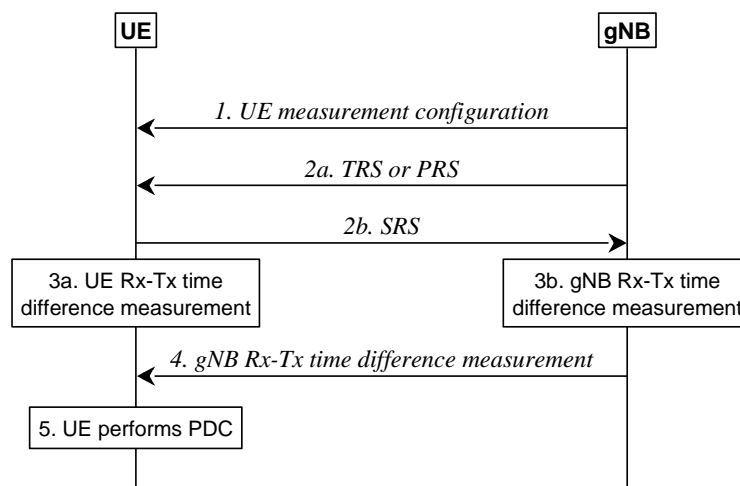 UE
gNB
1. UE measurement configuration
2a. TRS or PRS
2b. SRS
3a. UE Rx-Tx time
difference measurement
3b. gNB Rx-Tx time
difference measurement
4. gNB Rx-Tx time difference measurement
5. UE performs PDC